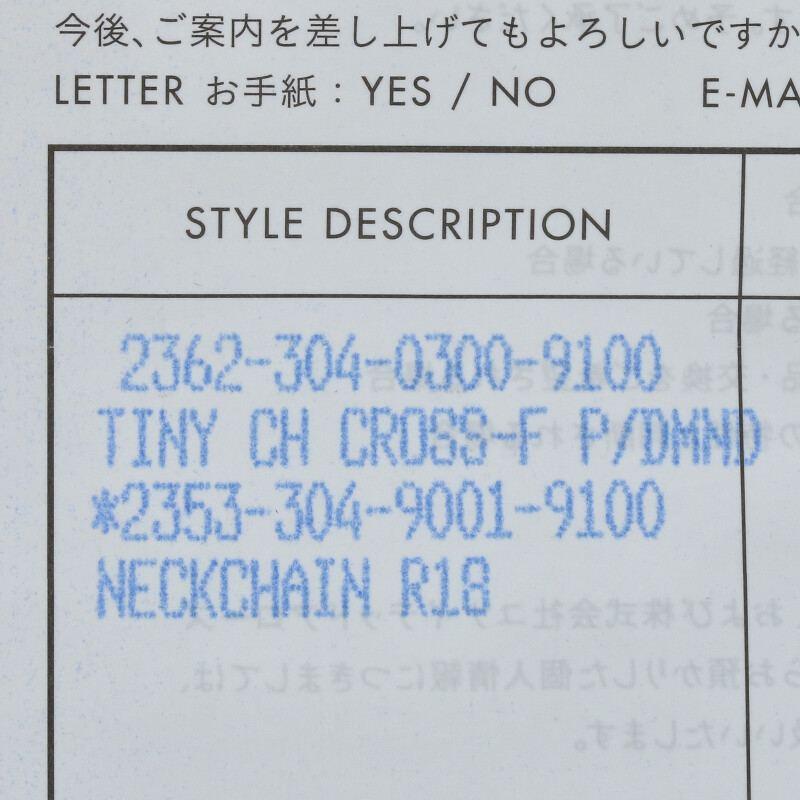 今後、ご案内を差し上げてもよろしいですか
LETTER お手紙：YES / NO E-MA
STYLE DESCRIPTION
2362-304-0300-9100
TINY CH CROSS-F P/DMND
*2353-304-9001-9100
NECKCHAIN R18